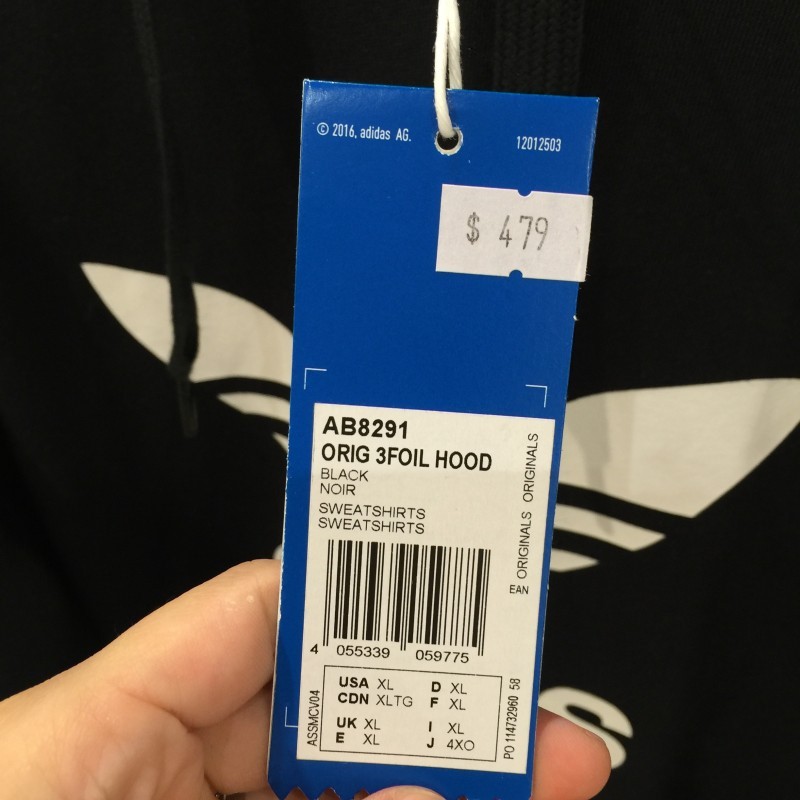 © 2016, adidas AG.
12012503
$ 479
AB8291
ORIG 3FOIL HOOD
BLACK
NOIR
SWEATSHIRTS
SWEATSHIRTS
ORIGINALS ORIGINALS
EAN
4 055339 059775
USA XL D XL
CDN XLTG F XL
UK XL I XL
E XL J 4XO
ASSMCV04
PO 114732960 58
s